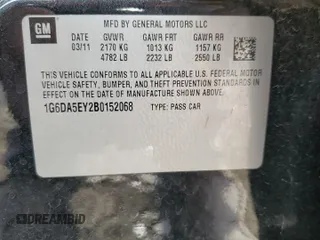 GM
MFD BY GENERAL MOTORS LLC
DATE GVWR GAWR FRT GAWR RR
03/11 2170 KG 1013 KG 1157 KG
4782 LB 2232 LB 2550 LB
THIS VEHICLE CONFORMS TO ALL APPLICABLE U.S. FEDERAL MOTOR
VEHICLE SAFETY, BUMPER, AND THEFT PREVENTION STANDARDS IN
EFFECT ON THE DATE OF MANUFACTURE SHOWN ABOVE.
1G6DA5EY2B0152068 TYPE: PASS CAR
DREAMBID